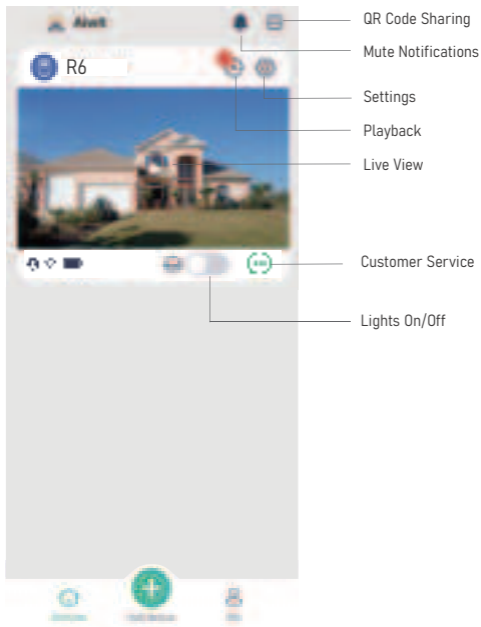 Aiwit
QR Code Sharing
Mute Notifications
R6
Settings
Playback
Live View
Customer Service
Lights On/Off